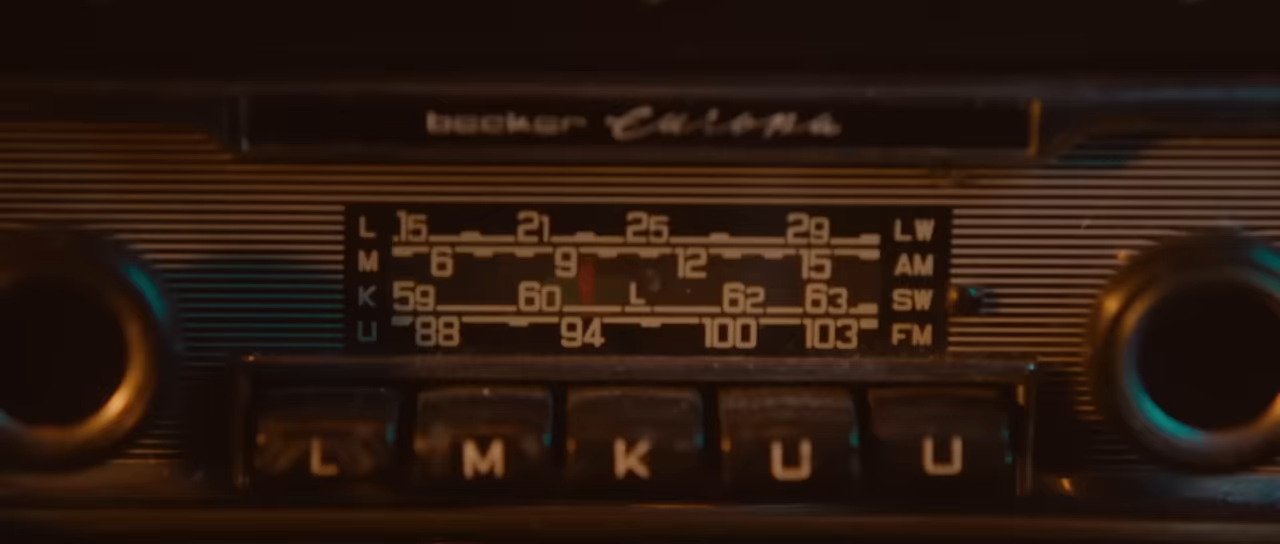 becker Europa
L .15 21 25 29 LW
M 6 9 12 15 AM
K 59 60 L 62 63 SW
U 88 94 100 103 FM
L M K U U